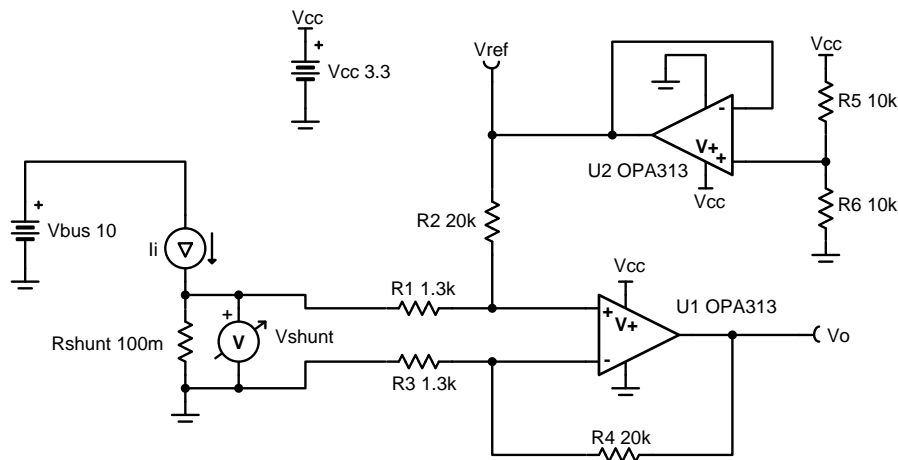 Vcc
+
Vcc 3.3
Vref
Vcc
R5 10k
-
V+
+
U2 OPA313
Vcc
R6 10k
+
Vbus 10
R2 20k
Ii
R1 1.3k
Vcc
U1 OPA313
+
V+
-
Vo
Rshunt 100m
+
V
Vshunt
R3 1.3k
R4 20k